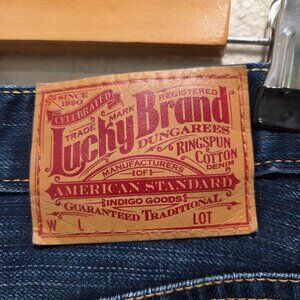 SINCE 1990
CELEBRATED
TRADE MARK REGISTERED
Lucky Brand
DUNGAREES
RINGSPUN
COTTON
DENIM
MANUFACTURERS
OF
AMERICAN STANDARD
INDIGO GOODS
GUARANTEED TRADITIONAL
W L LOT